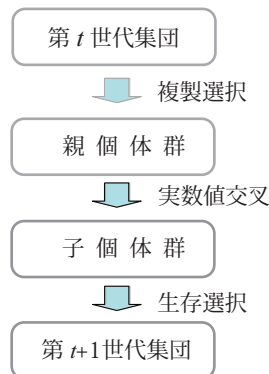 第 t 世代集団
複製選択
親 個 体 群
実数値交叉
子 個 体 群
生存選択
第 t+1世代集団